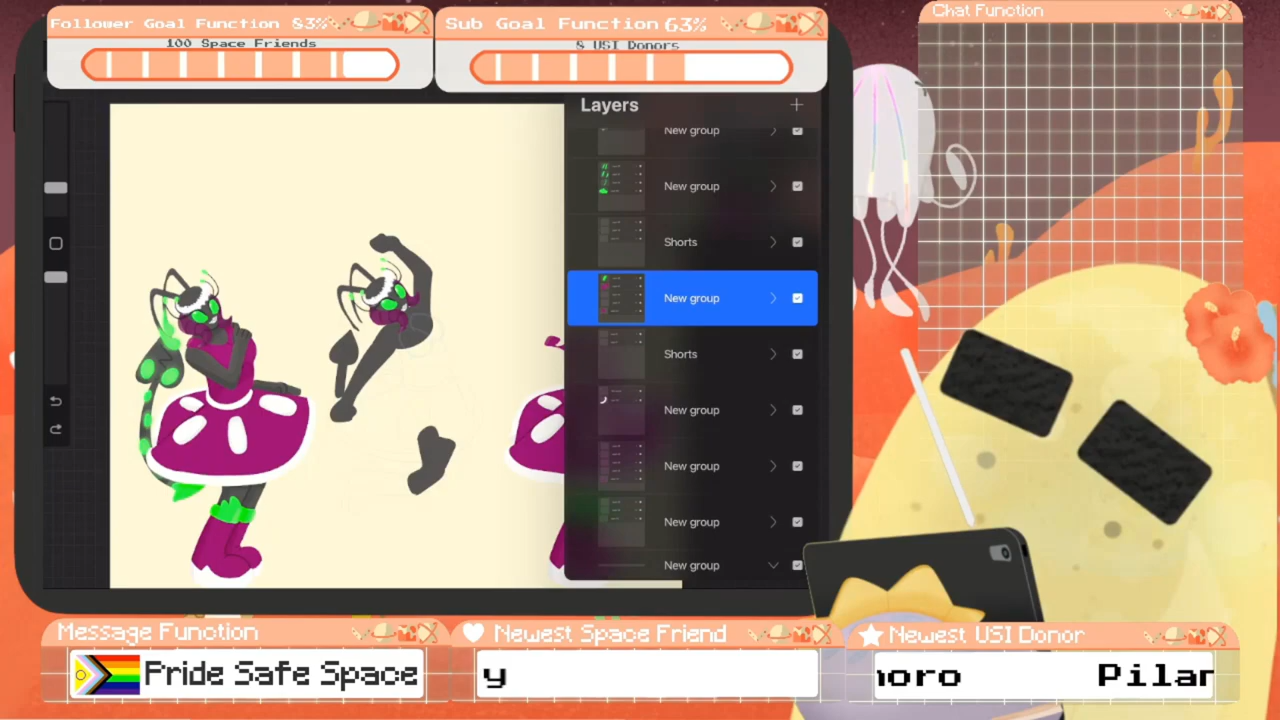 Follower Goal Function 83%
100 Space Friends
Sub Goal Function 63%
8 USI Donors
Chat Function
Layers
New group
New group
Shorts
New group
Shorts
New group
New group
New group
New group
Message Function
Pride Safe Space
Newest Space Friend
y
Newest USI Donor
noro Pilar